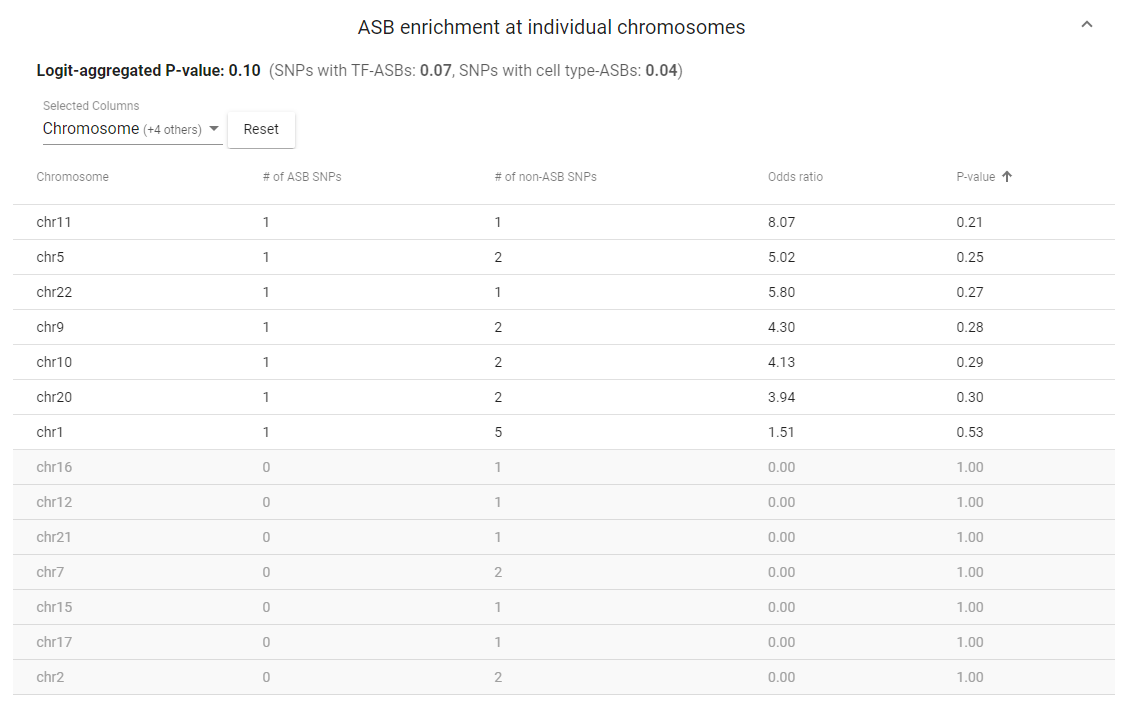 ASB enrichment at individual chromosomes
Logit-aggregated P-value: 0.10 (SNPs with TF-ASBs: 0.07, SNPs with cell type-ASBs: 0.04)
Selected Columns
Chromosome (+4 others) Reset
Chromosome # of ASB SNPs # of non-ASB SNPs Odds ratio P-value
chr11 1 1 8.07 0.21
chr5 1 2 5.02 0.25
chr22 1 1 5.80 0.27
chr9 1 2 4.30 0.28
chr10 1 2 4.13 0.29
chr20 1 2 3.94 0.30
chr1 1 5 1.51 0.53
chr16 0 1 0.00 1.00
chr12 0 1 0.00 1.00
chr21 0 1 0.00 1.00
chr7 0 2 0.00 1.00
chr15 0 1 0.00 1.00
chr17 0 1 0.00 1.00
chr2 0 2 0.00 1.00